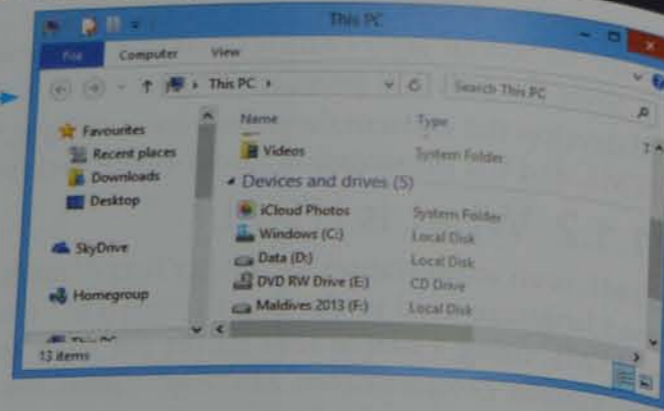 This PC
File Computer View
This PC
Search This PC
Favourites
Recent places
Downloads
Desktop
SkyDrive
Homegroup
This PC
Name Type
Videos System Folder
Devices and drives (5)
iCloud Photos System Folder
Windows (C:) Local Disk
Data (D:) Local Disk
DVD RW Drive (E:) CD Drive
Maldives 2013 (F:) Local Disk
13 items